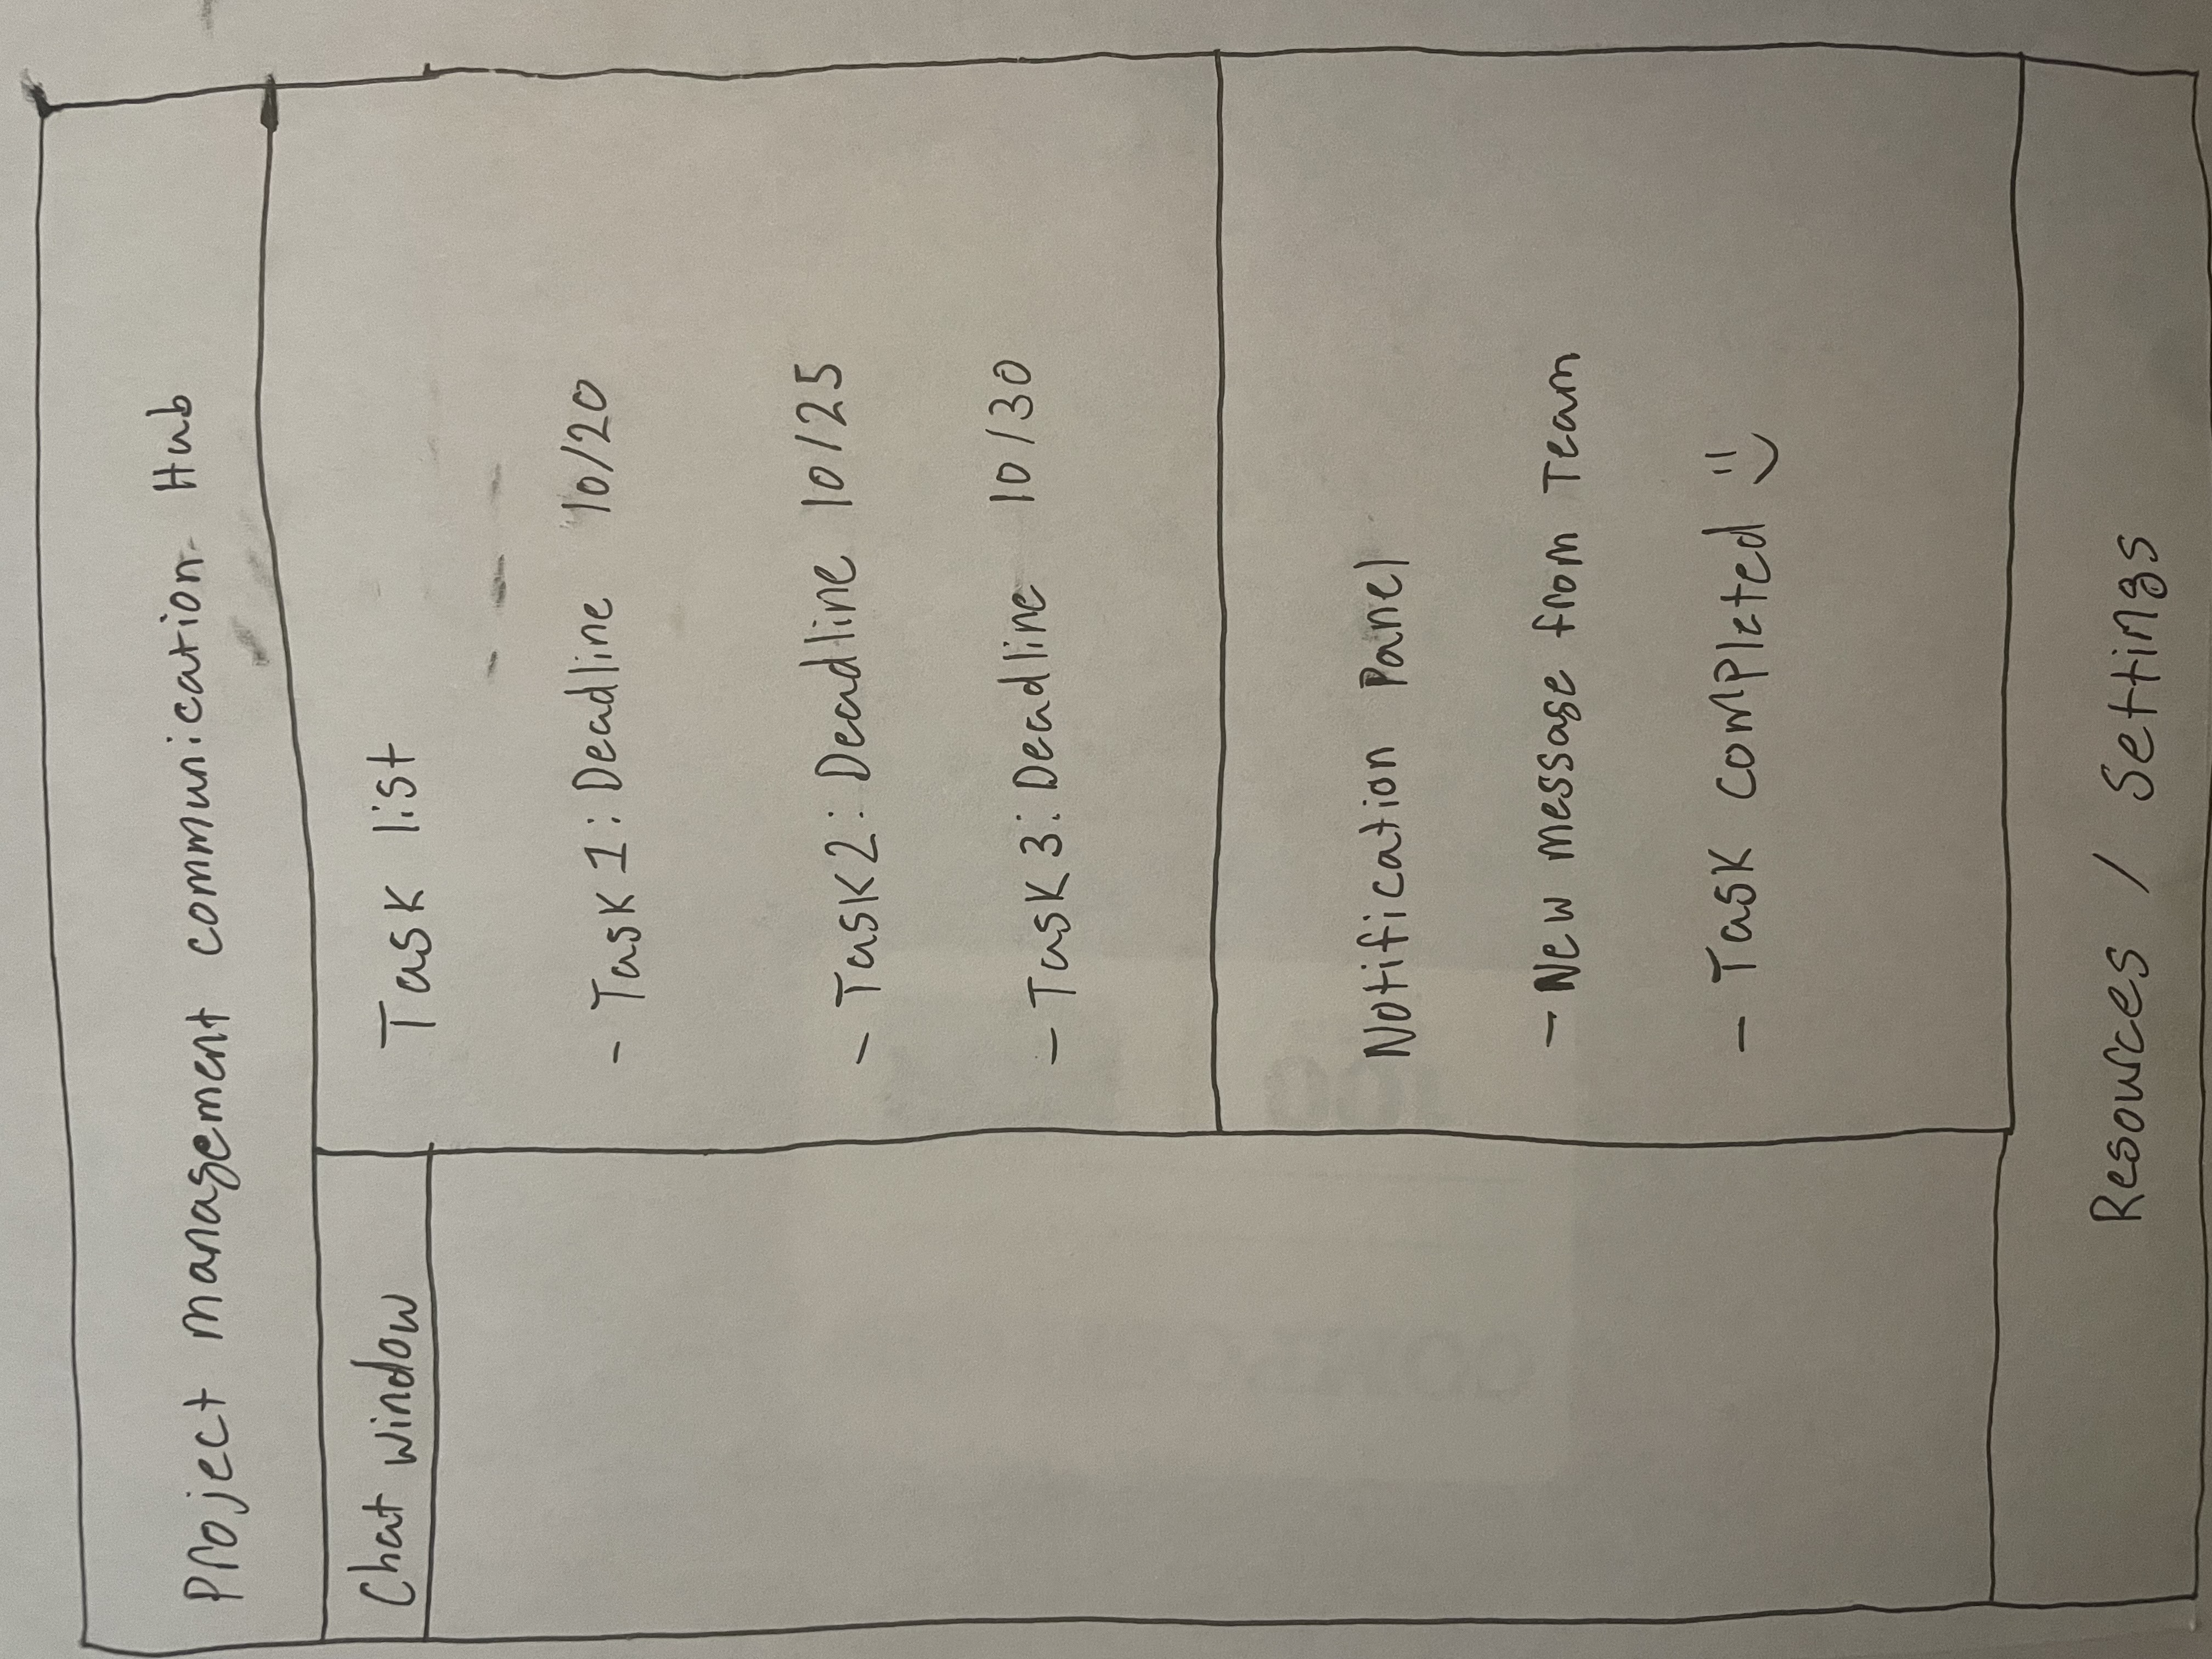 Project management communication Hub
Chat window
Task list
- Task 1: Deadline 10/20
- Task 2: Deadline 10/25
- Task 3: Deadline 10/30
Notification Panel
- New message from Team
- Task completed
Resources / Settings